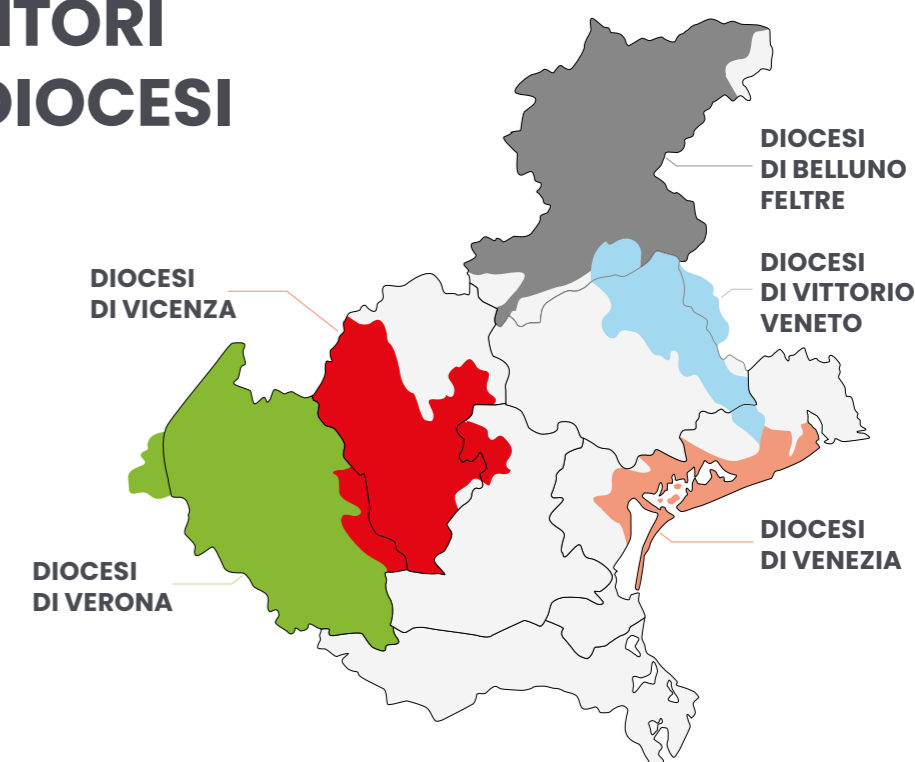 ITORI
DIOCESI
DIOCESI
DI BELLUNO
FELTRE
DIOCESI
DI VITTORIO
VENETO
DIOCESI
DI VICENZA
DIOCESI
DI VENEZIA
DIOCESI
DI VERONA